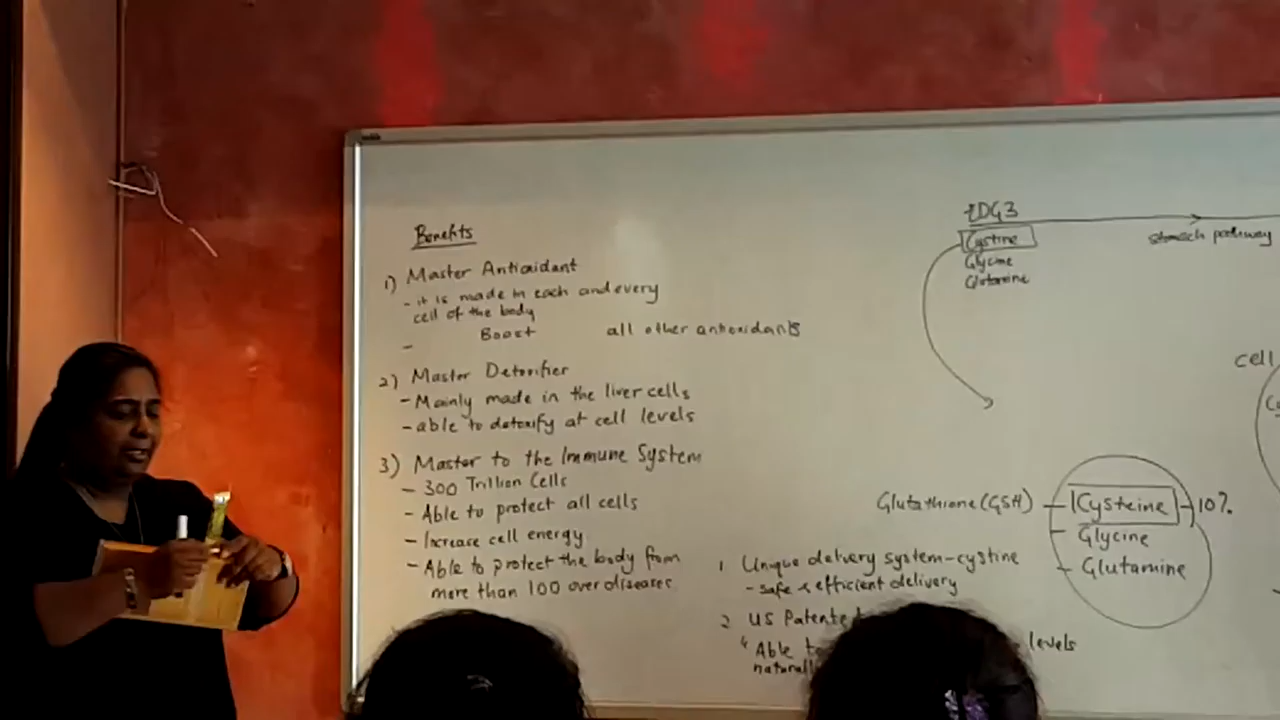 Benefits
1) Master Antioxidant
- it is made in each and every
cell of the body
- Boost all other antioxidants
2) Master Detoxifier
- Mainly made in the liver cells
- able to detoxify at cell levels
3) Master to the Immune System
- 300 Trillion Cells
- Able to protect all cells
- Increase cell energy
- Able to protect the body from
more than 100 over diseases
1 Unique delivery system-cystine
- safe & efficient delivery
2 US Patented
Able to levels
EDG3
Cystine
Glycine
Glutamine
stomach pathway
cell
Glutathione (GSH) - Cysteine - 10%
- Glycine
- Glutamine